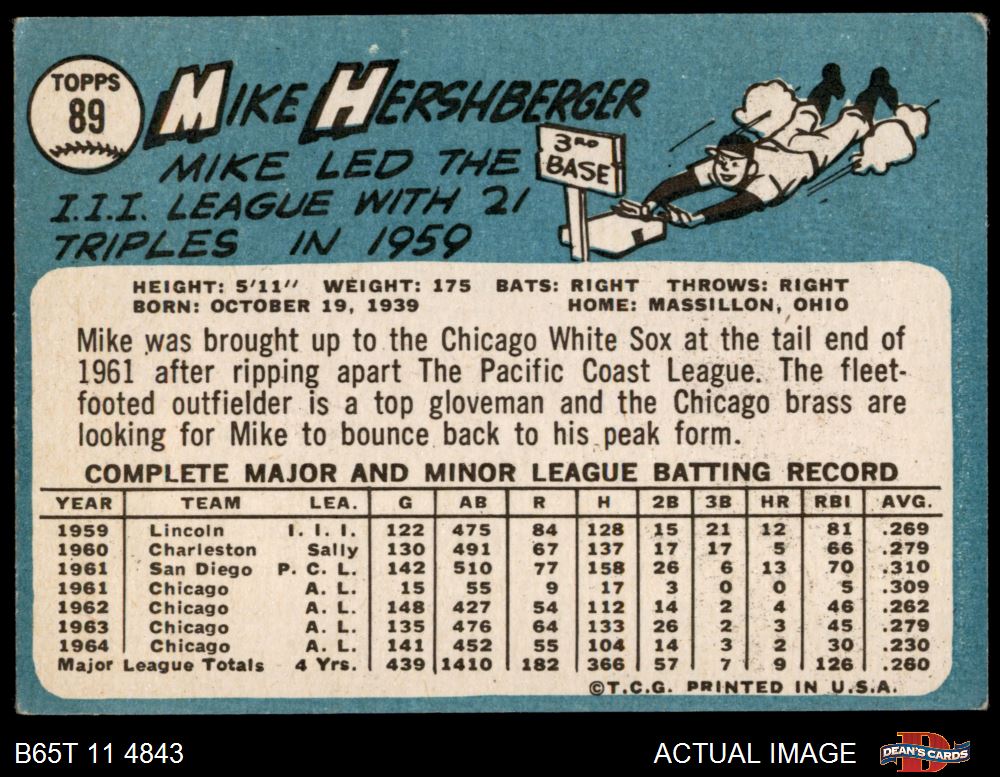 TOPPS
89
MIKE HERSHBERGER
MIKE LED THE
I.I.I. LEAGUE WITH 21
TRIPLES IN 1959
3RD
BASE
HEIGHT: 5'11" WEIGHT: 175 BATS: RIGHT THROWS: RIGHT
BORN: OCTOBER 19, 1939 HOME: MASSILLON, OHIO
Mike was brought up to the Chicago White Sox at the tail end of
1961 after ripping apart The Pacific Coast League. The fleet-
footed outfielder is a top gloveman and the Chicago brass are
looking for Mike to bounce back to his peak form.
COMPLETE MAJOR AND MINOR LEAGUE BATTING RECORD
YEAR TEAM LEA. G AB R H 2B 3B HR RBI AVG.
1959 Lincoln I. I. I. 122 475 84 128 15 21 12 81 .269
1960 Charleston Sally 130 491 67 137 17 17 5 66 .279
1961 San Diego P. C. L. 142 510 77 158 26 6 13 70 .310
1961 Chicago A. L. 15 55 9 17 3 0 0 5 .309
1962 Chicago A. L. 148 427 54 112 14 2 4 46 .262
1963 Chicago A. L. 135 476 64 133 26 2 3 45 .279
1964 Chicago A. L. 141 452 55 104 14 3 2 30 .230
Major League Totals 4 Yrs. 439 1410 182 366 57 7 9 126 .260
©T.C.G. PRINTED IN U.S.A.
B65T 11 4843 ACTUAL IMAGE DEAN'S CARDS